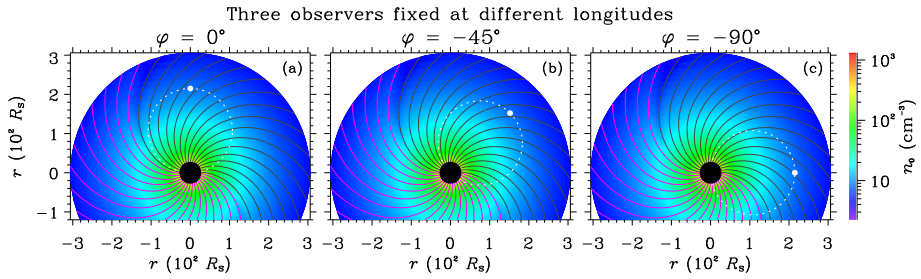 Three observers fixed at different longitudes
φ = 0° φ = −45° φ = −90°
(a) (b) (c)
3
2
1
0
−1
r (10² Rₛ)
−3 −2 −1 0 1 2 3 −3 −2 −1 0 1 2 3 −3 −2 −1 0 1 2 3
r (10² Rₛ) r (10² Rₛ) r (10² Rₛ)
10³
10²
10
n₀ (cm⁻³)